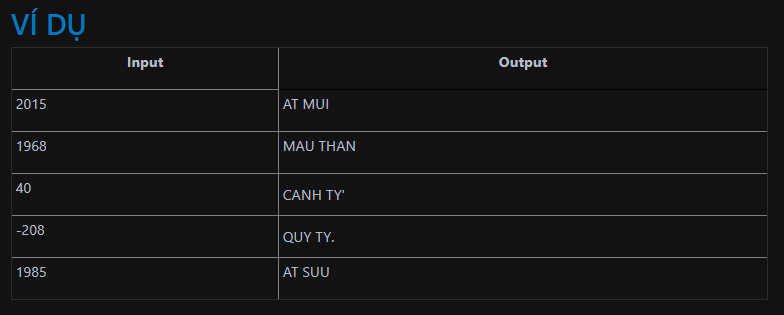 VÍ DỤ
Input Output
2015 AT MUI
1968 MAU THAN
40 CANH TY'
-208 QUY TY.
1985 AT SUU